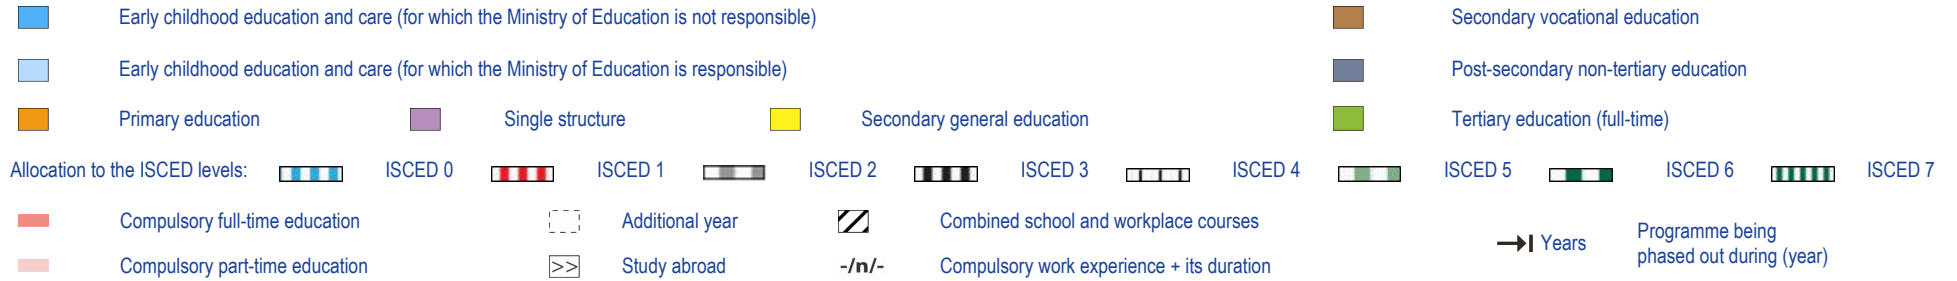 Early childhood education and care (for which the Ministry of Education is not responsible) Secondary vocational education
Early childhood education and care (for which the Ministry of Education is responsible) Post-secondary non-tertiary education
Primary education Single structure Secondary general education Tertiary education (full-time)
Allocation to the ISCED levels: ISCED 0 ISCED 1 ISCED 2 ISCED 3 ISCED 4 ISCED 5 ISCED 6 ISCED 7
Compulsory full-time education Additional year Combined school and workplace courses
Years Programme being
phased out during (year)
Compulsory part-time education >> Study abroad -/n/- Compulsory work experience + its duration